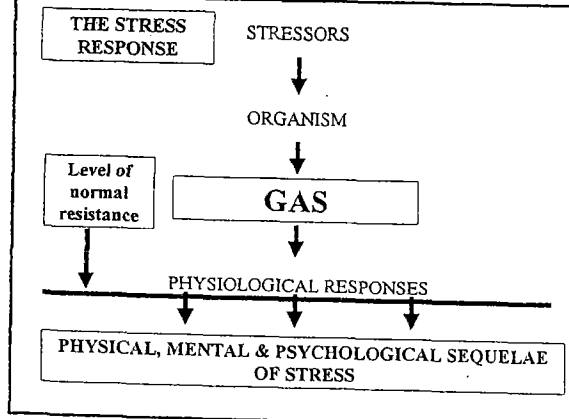 THE STRESS
RESPONSE
STRESSORS
ORGANISM
Level of
normal
resistance
GAS
PHYSIOLOGICAL RESPONSES
PHYSICAL, MENTAL & PSYCHOLOGICAL SEQUELAE
OF STRESS